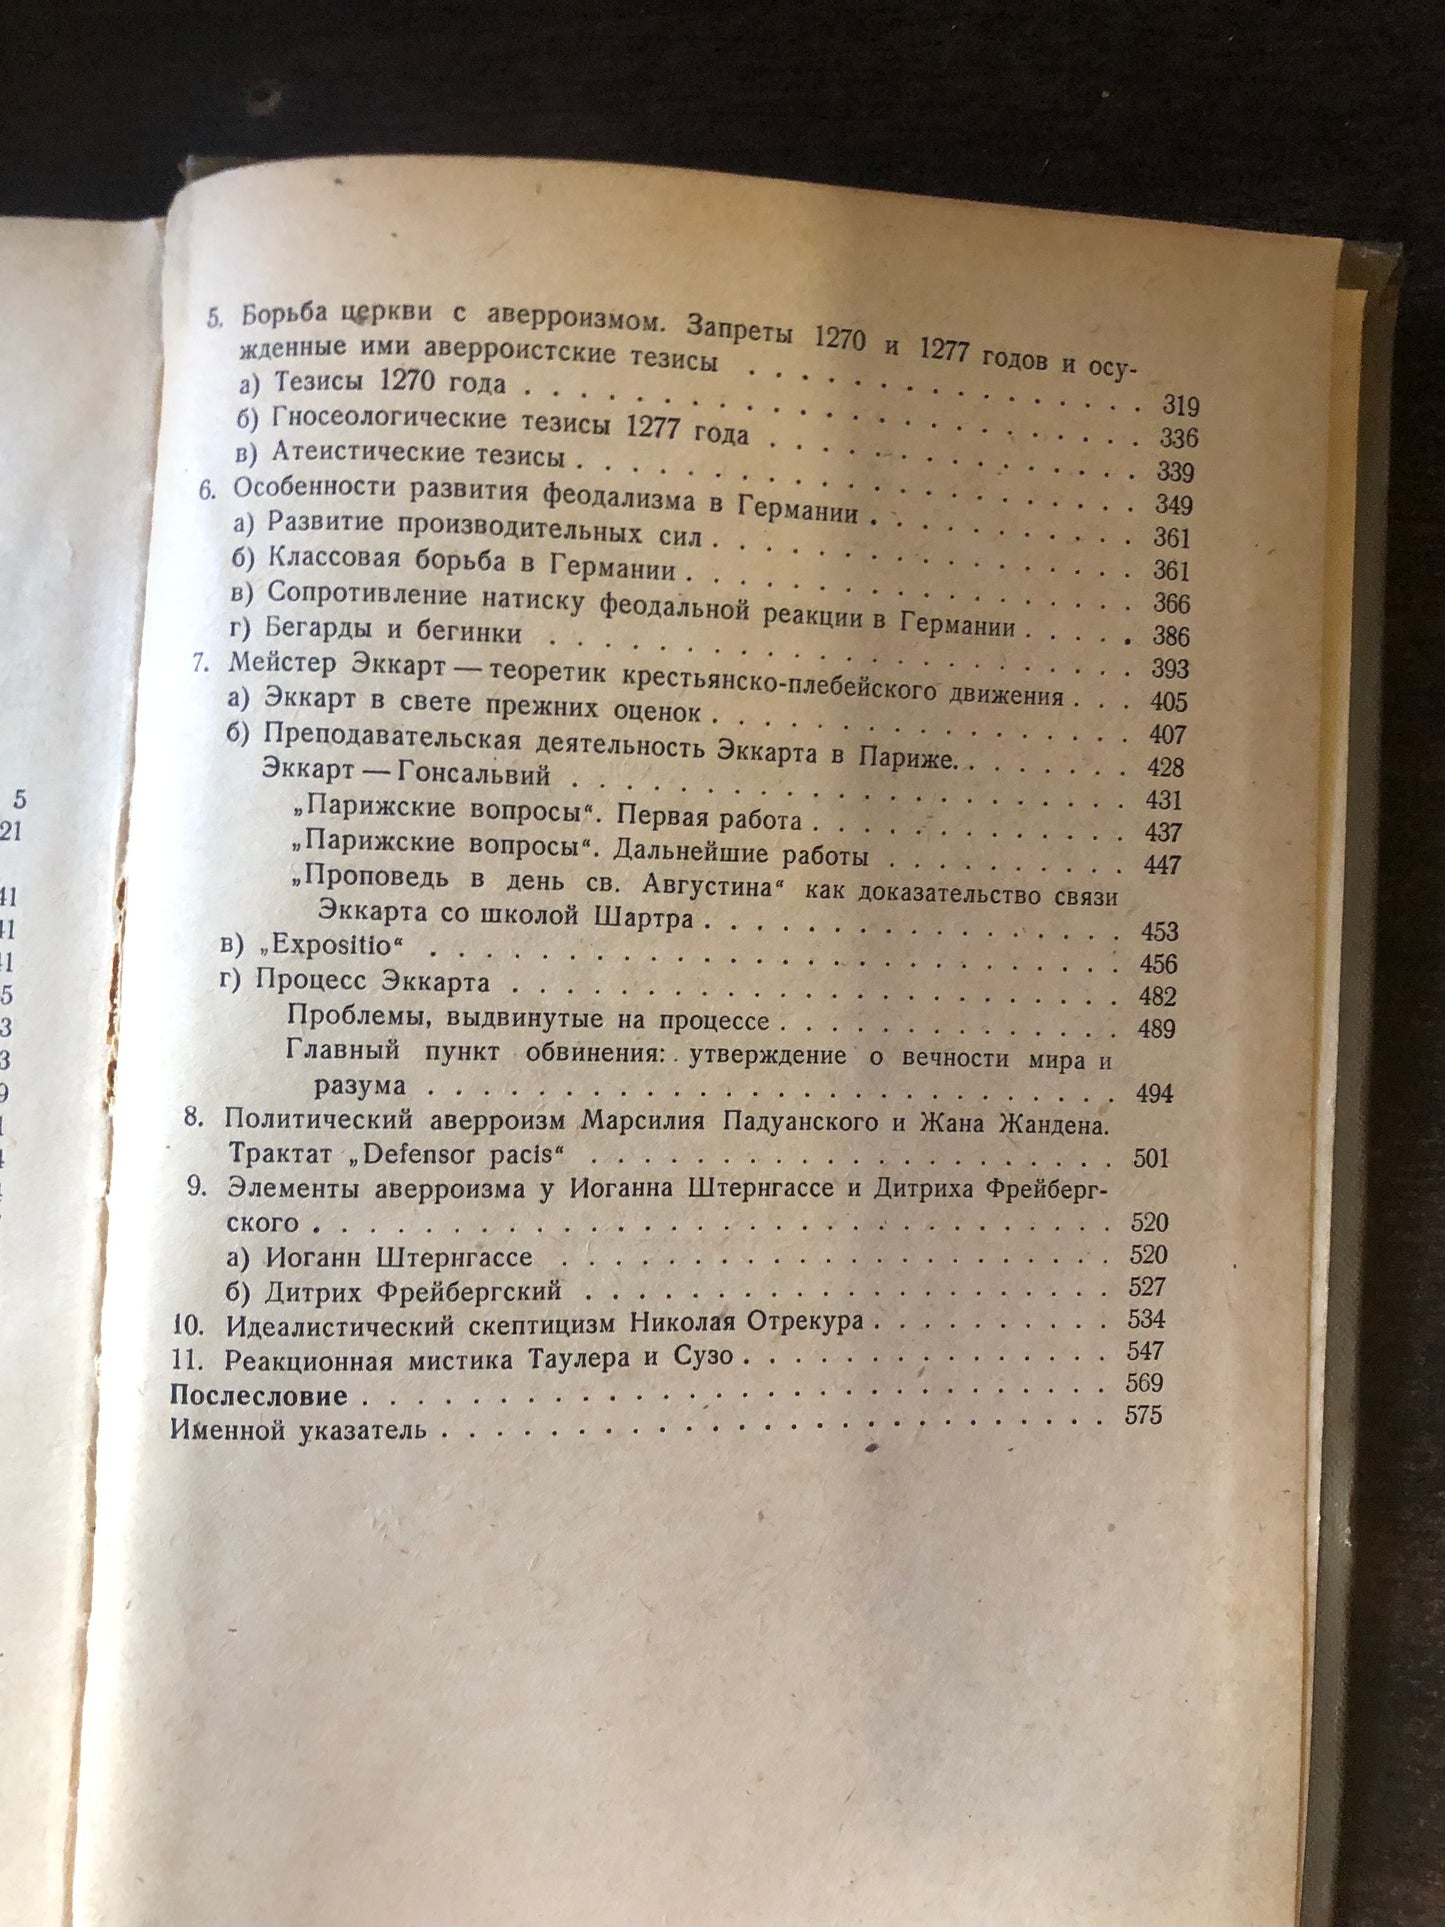 5
21
5. Борьба церкви с аверроизмом. Запреты 1270 и 1277 годов и осу-
жденные ими аверроистские тезисы . . . . . . . . . . . . . . . 319
а) Тезисы 1270 года . . . . . . . . . . . . . . . . . . . . . . . 336
б) Гносеологические тезисы 1277 года . . . . . . . . . . . . . . 339
в) Атеистические тезисы . . . . . . . . . . . . . . . . . . . . . 349
6. Особенности развития феодализма в Германии . . . . . . . . . . 361
а) Развитие производительных сил . . . . . . . . . . . . . . . . 361
б) Классовая борьба в Германии . . . . . . . . . . . . . . . . . 366
в) Сопротивление натиску феодальной реакции в Германии . . . . . 386
г) Бегарды и бегинки . . . . . . . . . . . . . . . . . . . . . . 393
7. Мейстер Эккарт — теоретик крестьянско-плебейского движения . . . 405
а) Эккарт в свете прежних оценок . . . . . . . . . . . . . . . . 407
б) Преподавательская деятельность Эккарта в Париже. . . . . . . . 428
Эккарт — Гонсальвий . . . . . . . . . . . . . . . . . . . . . 431
„Парижские вопросы“. Первая работа . . . . . . . . . . . . 437
„Парижские вопросы“. Дальнейшие работы . . . . . . . . . 447
„Проповедь в день св. Августина“ как доказательство связи
Эккарта со школой Шартра . . . . . . . . . . . . . . . . 453
в) „Expositio“ . . . . . . . . . . . . . . . . . . . . . . . . . . 456
г) Процесс Эккарта . . . . . . . . . . . . . . . . . . . . . . . 482
Проблемы, выдвинутые на процессе . . . . . . . . . . . . . 489
Главный пункт обвинения: утверждение о вечности мира и
разума . . . . . . . . . . . . . . . . . . . . . . . . . . 494
8. Политический аверроизм Марсилия Падуанского и Жана Жандена.
Трактат „Defensor pacis“ . . . . . . . . . . . . . . . . . . . . 501
9. Элементы аверроизма у Иоганна Штернгассе и Дитриха Фрейберг-
ского . . . . . . . . . . . . . . . . . . . . . . . . . . . . . . 520
а) Иоганн Штернгассе . . . . . . . . . . . . . . . . . . . . . 520
б) Дитрих Фрейбергский . . . . . . . . . . . . . . . . . . . . 527
10. Идеалистический скептицизм Николая Отрекура . . . . . . . . . 534
11. Реакционная мистика Таулера и Сузо . . . . . . . . . . . . . . 547
Послесловие . . . . . . . . . . . . . . . . . . . . . . . . . . . . 569
Именной указатель . . . . . . . . . . . . . . . . . . . . . . . . . 575